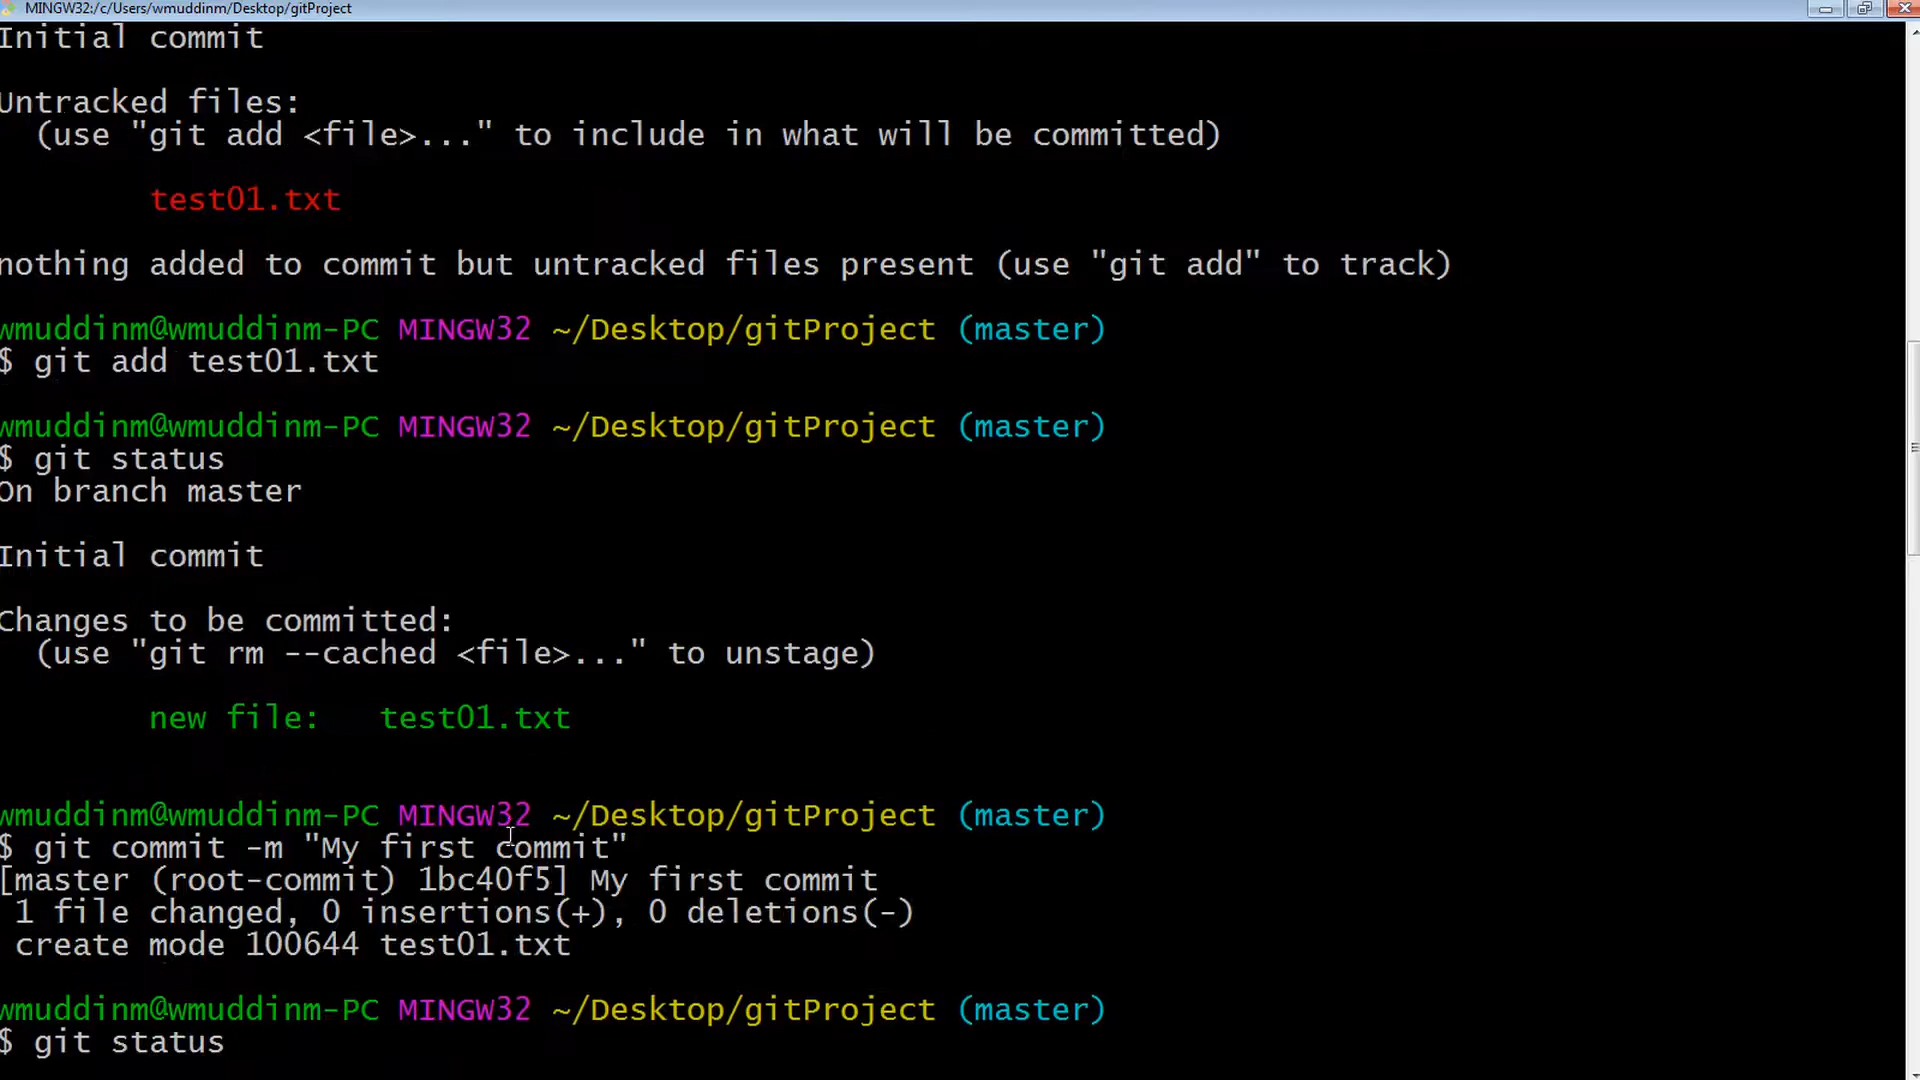 MINGW32:/c/Users/wmuddinm/Desktop/gitProject
Initial commit
Untracked files:
(use "git add <file>..." to include in what will be committed)
test01.txt
nothing added to commit but untracked files present (use "git add" to track)
wmuddinm@wmuddinm-PC MINGW32 ~/Desktop/gitProject (master)
$ git add test01.txt
wmuddinm@wmuddinm-PC MINGW32 ~/Desktop/gitProject (master)
$ git status
On branch master
Initial commit
Changes to be committed:
(use "git rm --cached <file>..." to unstage)
new file:   test01.txt
wmuddinm@wmuddinm-PC MINGW32 ~/Desktop/gitProject (master)
$ git commit -m "My first commit"
[master (root-commit) 1bc40f5] My first commit
1 file changed, 0 insertions(+), 0 deletions(-)
create mode 100644 test01.txt
wmuddinm@wmuddinm-PC MINGW32 ~/Desktop/gitProject (master)
$ git status